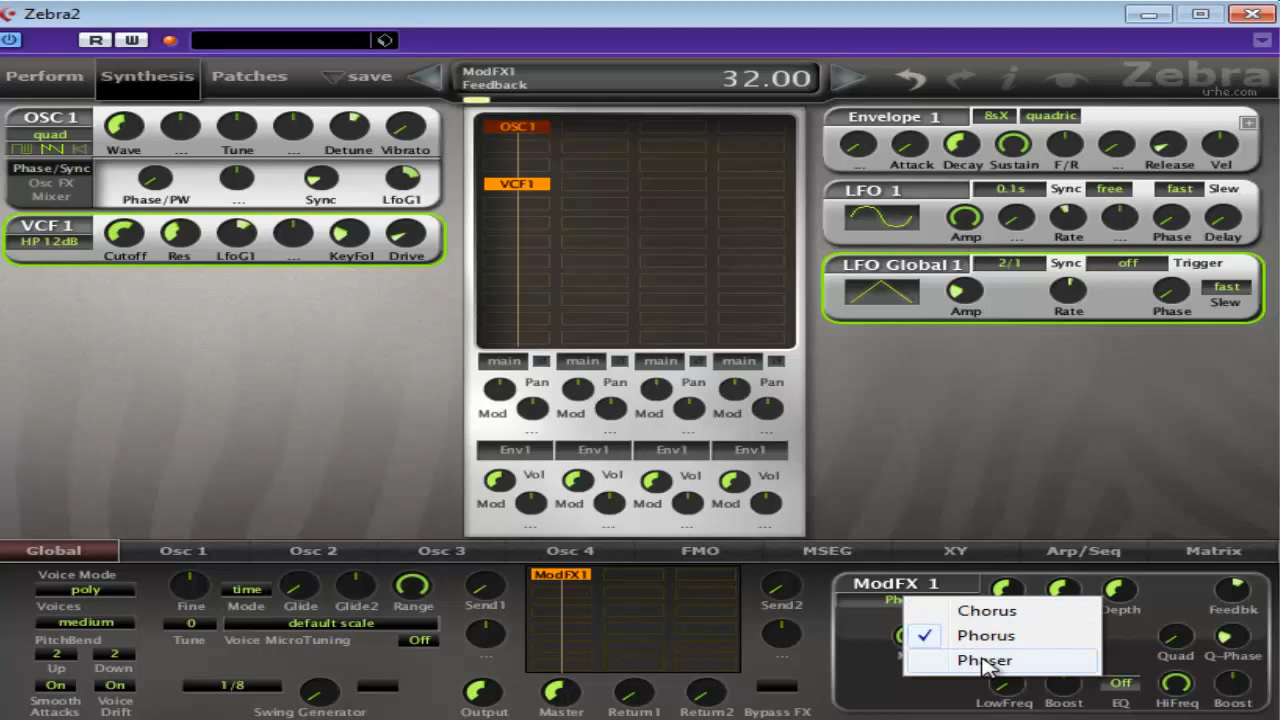 Zebra2
R W
Perform Synthesis Patches save
ModFX1
Feedback
32.00
Zebra
u-he.com
OSC 1
quad
Wave ... Tune ... Detune Vibrato
Phase/Sync
Osc FX
Mixer
Phase/PW ... Sync LfoG1
VCF 1
HP 12dB
Cutoff Res LfoG1 ... KeyFol Drive
OSC 1
VCF1
main main main main
Pan Pan Pan Pan
Mod Mod Mod Mod
... ... ... ...
Env1 Env1 Env1 Env1
Vol Vol Vol Vol
Mod Mod Mod Mod
... ... ... ...
Envelope 1 8sX quadric
... Attack Decay Sustain F/R ... Release Vel
LFO 1 0.1s Sync free fast Slew
Amp ... Rate ... Phase Delay
LFO Global 1 2/1 Sync off Trigger
fast
Slew
Amp Rate Phase
Global Osc 1 Osc 2 Osc 3 Osc 4 FMO MSEG XY Arp/Seq Matrix
Voice Mode
poly
Voices
medium
PitchBend
2 2
Up Down
On On
Smooth Attacks
Voice Drift
time
Fine Mode Glide Glide2 Range
0 default scale
Tune Voice MicroTuning Off
1/8
Swing Generator
Send1
...
ModFX1
Send2
...
Output Master Return1 Return2 Bypass FX
ModFX 1
Depth Feedbk
Chorus
Phorus
Phaser
Quad Q-Phase
Off
LowFreq Boost EQ HiFreq Boost